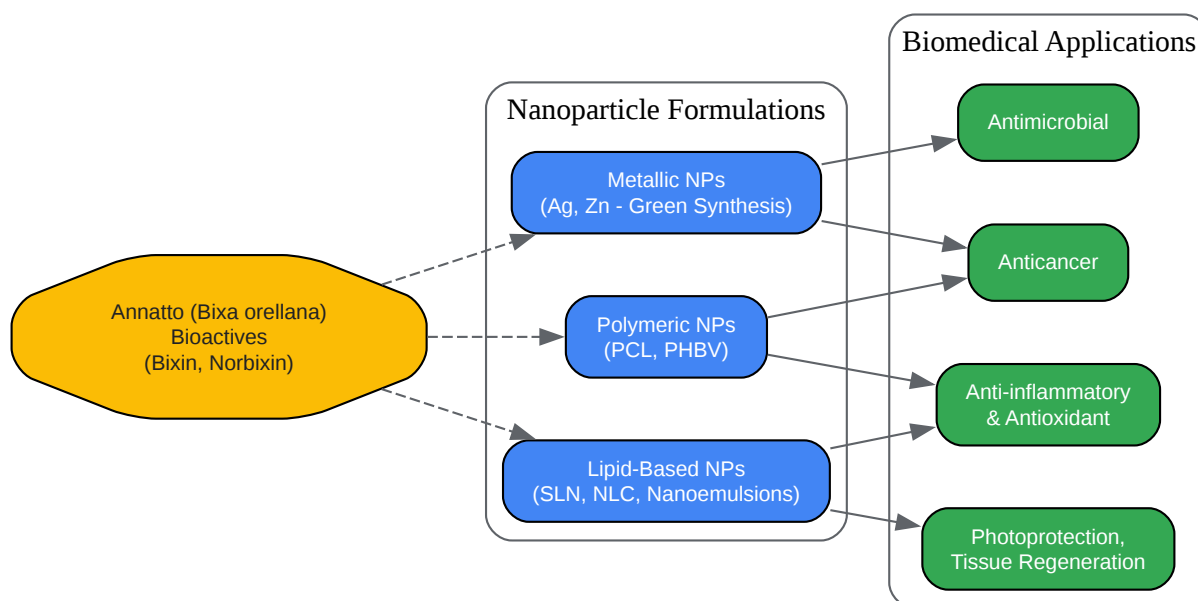 Annatto (Bixa orellana)
Bioactives
(Bixin, Norbixin)
Nanoparticle Formulations
Metallic NPs
(Ag, Zn - Green Synthesis)
Polymeric NPs
(PCL, PHBV)
Lipid-Based NPs
(SLN, NLC, Nanoemulsions)
Biomedical Applications
Antimicrobial
Anticancer
Anti-inflammatory
& Antioxidant
Photoprotection,
Tissue Regeneration